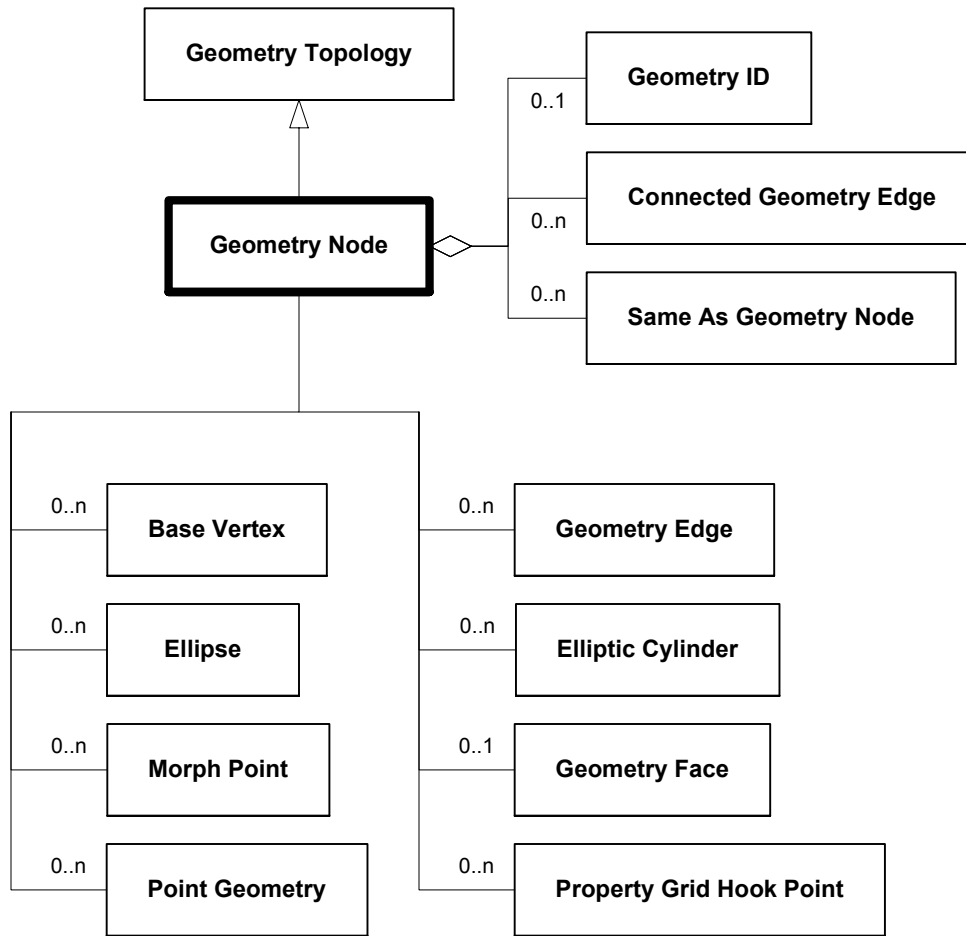 Geometry Topology
Geometry ID
0..1
Connected Geometry Edge
0..n
Geometry Node
Same As Geometry Node
0..n
0..n
Base Vertex
0..n
Geometry Edge
0..n
Ellipse
0..n
Elliptic Cylinder
0..n
Morph Point
0..1
Geometry Face
0..n
Point Geometry
0..n
Property Grid Hook Point